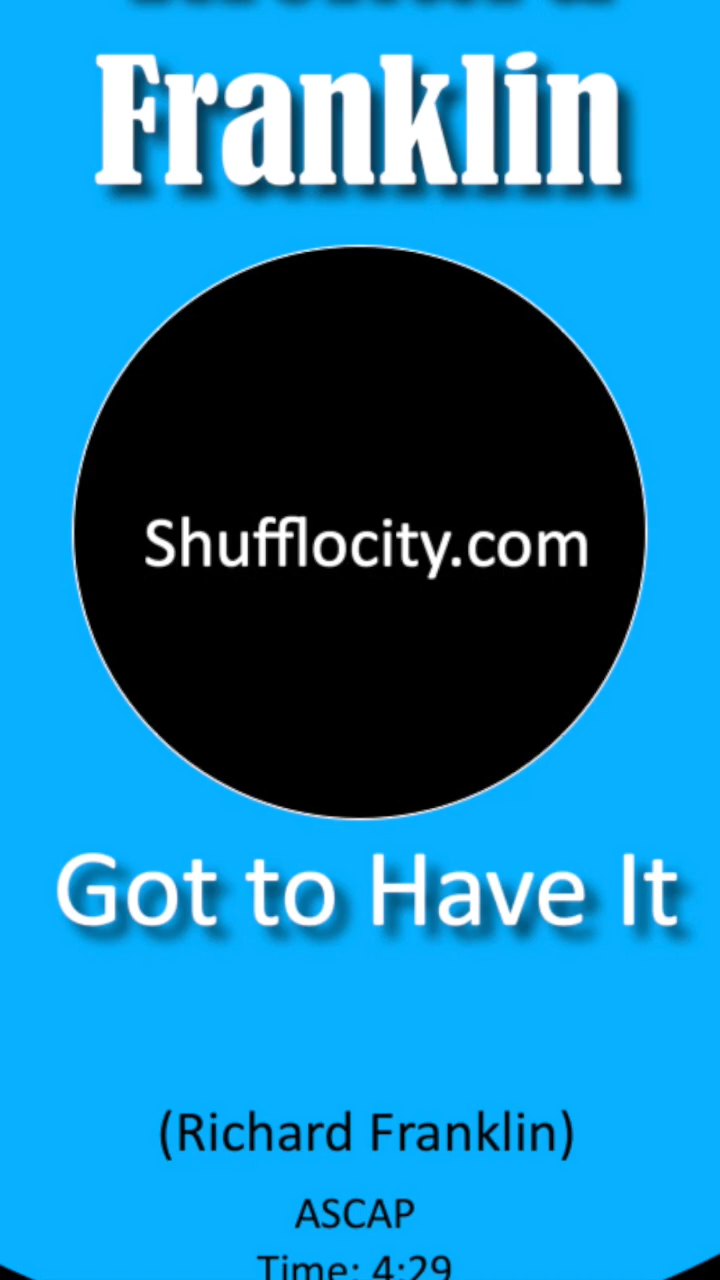 Franklin
Shufflocity.com
Got to Have It
(Richard Franklin)
ASCAP
Time: 4:29